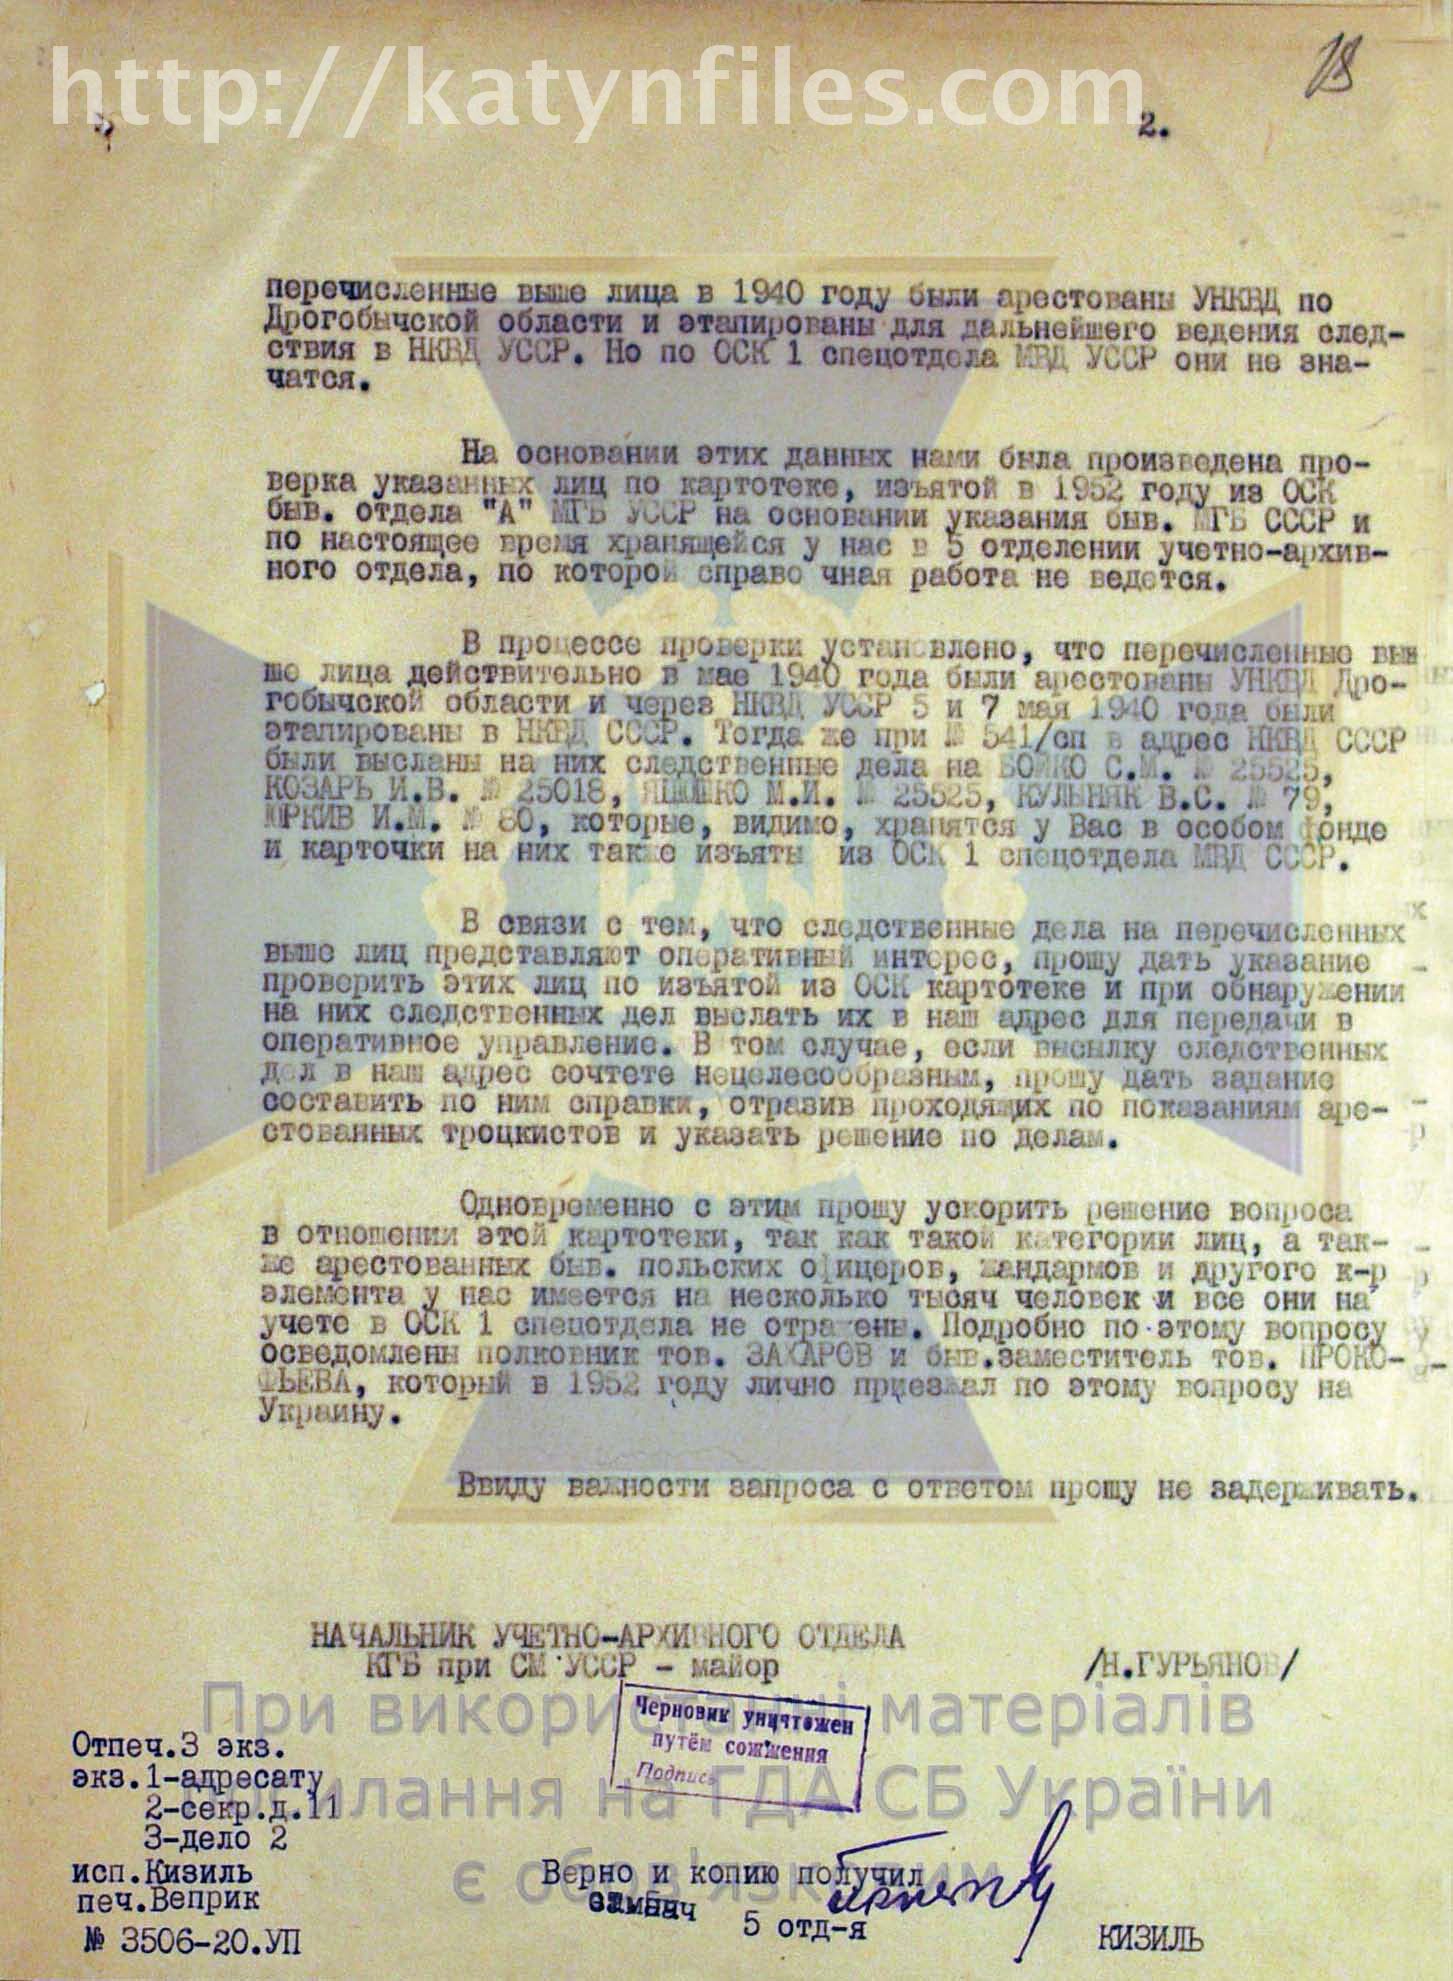 http://katynfiles.com
18
2.
перечисленные выше лица в 1940 году были арестованы УНКВД по
Дрогобычской области и этапированы для дальнейшего ведения след-
ствия в НКВД УССР. Но по ОСК 1 спецотдела МВД УССР они не зна-
чатся.
На основании этих данных нами была произведена про-
верка указанных лиц по картотеке, изъятой в 1952 году из ОСК
быв. отдела "А" МГБ УССР на основании указания быв. МГБ СССР и
по настоящее время хранящейся у нас в 5 отделении учетно-архив-
ного отдела, по которой справо чная работа не ведется.
В процессе проверки установлено, что перечисленные вы
ше лица действительно в мае 1940 года были арестованы УНКВД Дро-
гобычской области и через НКВД УССР 5 и 7 мая 1940 года были
этапированы в НКВД СССР. Тогда же при № 541/сп в адрес НКВД СССР
были высланы на них следственные дела на БОЙКО С.М. № 25525,
КОЗАРЬ И.В. № 25018, М.И. № 25525, КУЛЬНЯК В.С. № 79,
ЮРКИВ И.М. № 80, которые, видимо, хранятся у Вас в особом фонде
и карточки на них также изъяты из ОСК 1 спецотдела МВД СССР.
В связи с тем, что следственные дела на перечисленных
выше лиц представляют оперативный интерес, прошу дать указание
проверить этих лиц по изъятой из ОСК картотеке и при обнаружении
на них следственных дел выслать их в наш адрес для передачи в
оперативное управление. В том случае, если высылку следственных
дел в наш адрес сочтете нецелесообразным, прошу дать задание
составить по ним справки, отразив проходящих по показаниям аре-
стованных троцкистов и указать решение по делам.
Одновременно с этим прошу ускорить решение вопроса
в отношении этой картотеки, так как такой категории лиц, а так-
же арестованных быв. польских офицеров, жандармов и другого к-р
элемента у нас имеется на несколько тысяч человек и все они на
учете в ОСК 1 спецотдела не отражены. Подробно по этому вопросу
осведомлены полковник тов. ЗАХАРОВ и быв.заместитель тов. ПРОКО-
ФЬЕВА, который в 1952 году лично приезжал по этому вопросу на
Украину.
Ввиду важности запроса с ответом прошу не задерживать.
НАЧАЛЬНИК УЧЕТНО-АРХИВНОГО ОТДЕЛА
КГБ при СМ УССР - майор /Н.ГУРЬЯНОВ/
При використанні матеріалів
Черновик уничтожен
путём сожжения
Подпись
Отпеч.3 экз.
экз.1-адресату
посилання на ГДА СБ України
2-секр.д.11
3-дело 2
исп.Кизиль
є обов'язковим
Верно и копию получил
печ.Веприк
5 отд-я
№ 3506-20.УП
КИЗИЛЬ